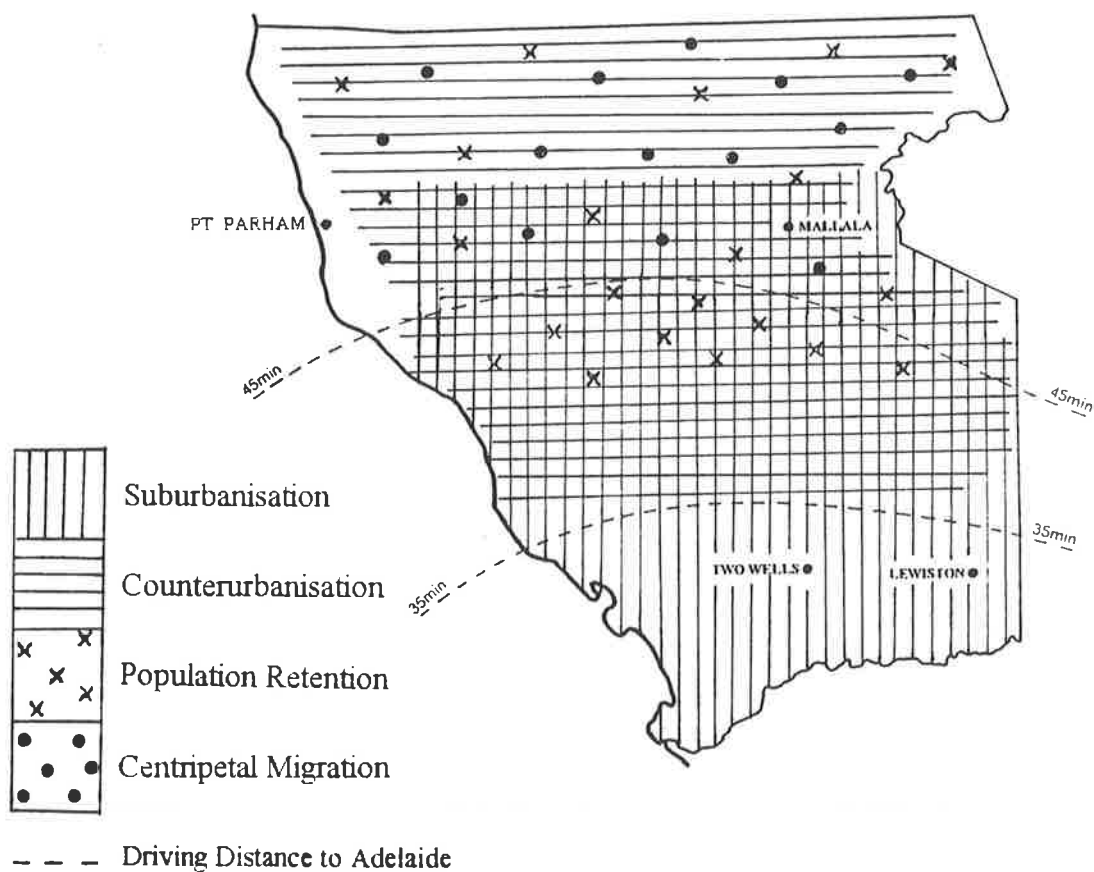 PT PARHAM
MALLALA
45min
45min
35min
35min
TWO WELLS
LEWISTON
Suburbanisation
Counterurbanisation
Population Retention
Centripetal Migration
Driving Distance to Adelaide